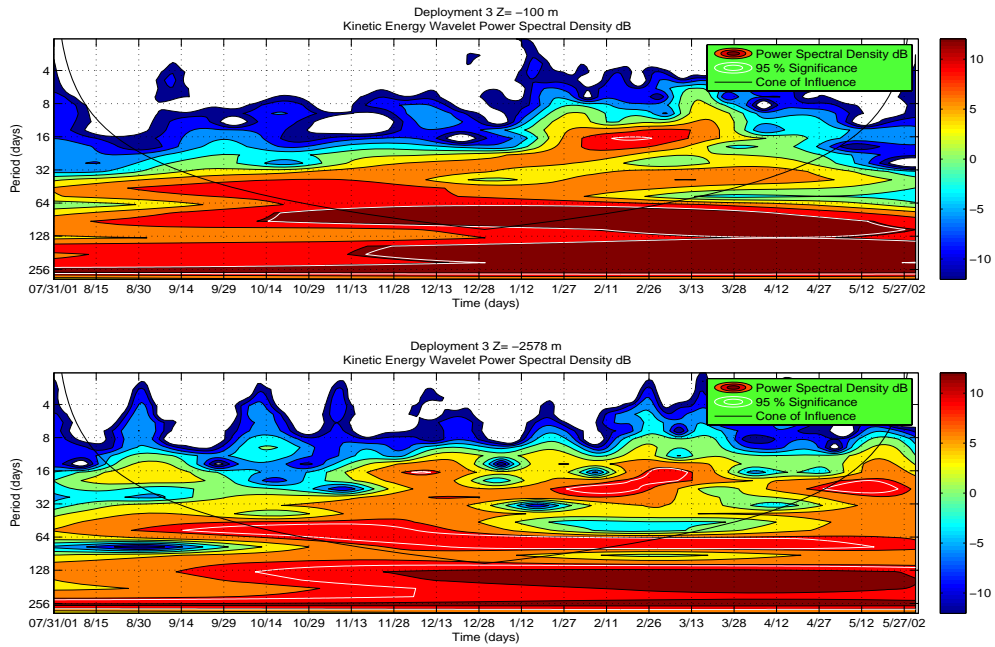 Deployment 3 Z= −100 m
Kinetic Energy Wavelet Power Spectral Density dB
Power Spectral Density dB
95 % Significance
Cone of Influence
Period (days)
4
8
16
32
64
128
256
07/31/01 8/15 8/30 9/14 9/29 10/14 10/29 11/13 11/28 12/13 12/28 1/12 1/27 2/11 2/26 3/13 3/28 4/12 4/27 5/12 5/27/02
Time (days)
10
5
0
−5
−10
Deployment 3 Z= −2578 m
Kinetic Energy Wavelet Power Spectral Density dB
Power Spectral Density dB
95 % Significance
Cone of Influence
Period (days)
4
8
16
32
64
128
256
07/31/01 8/15 8/30 9/14 9/29 10/14 10/29 11/13 11/28 12/13 12/28 1/12 1/27 2/11 2/26 3/13 3/28 4/12 4/27 5/12 5/27/02
Time (days)
10
5
0
−5
−10